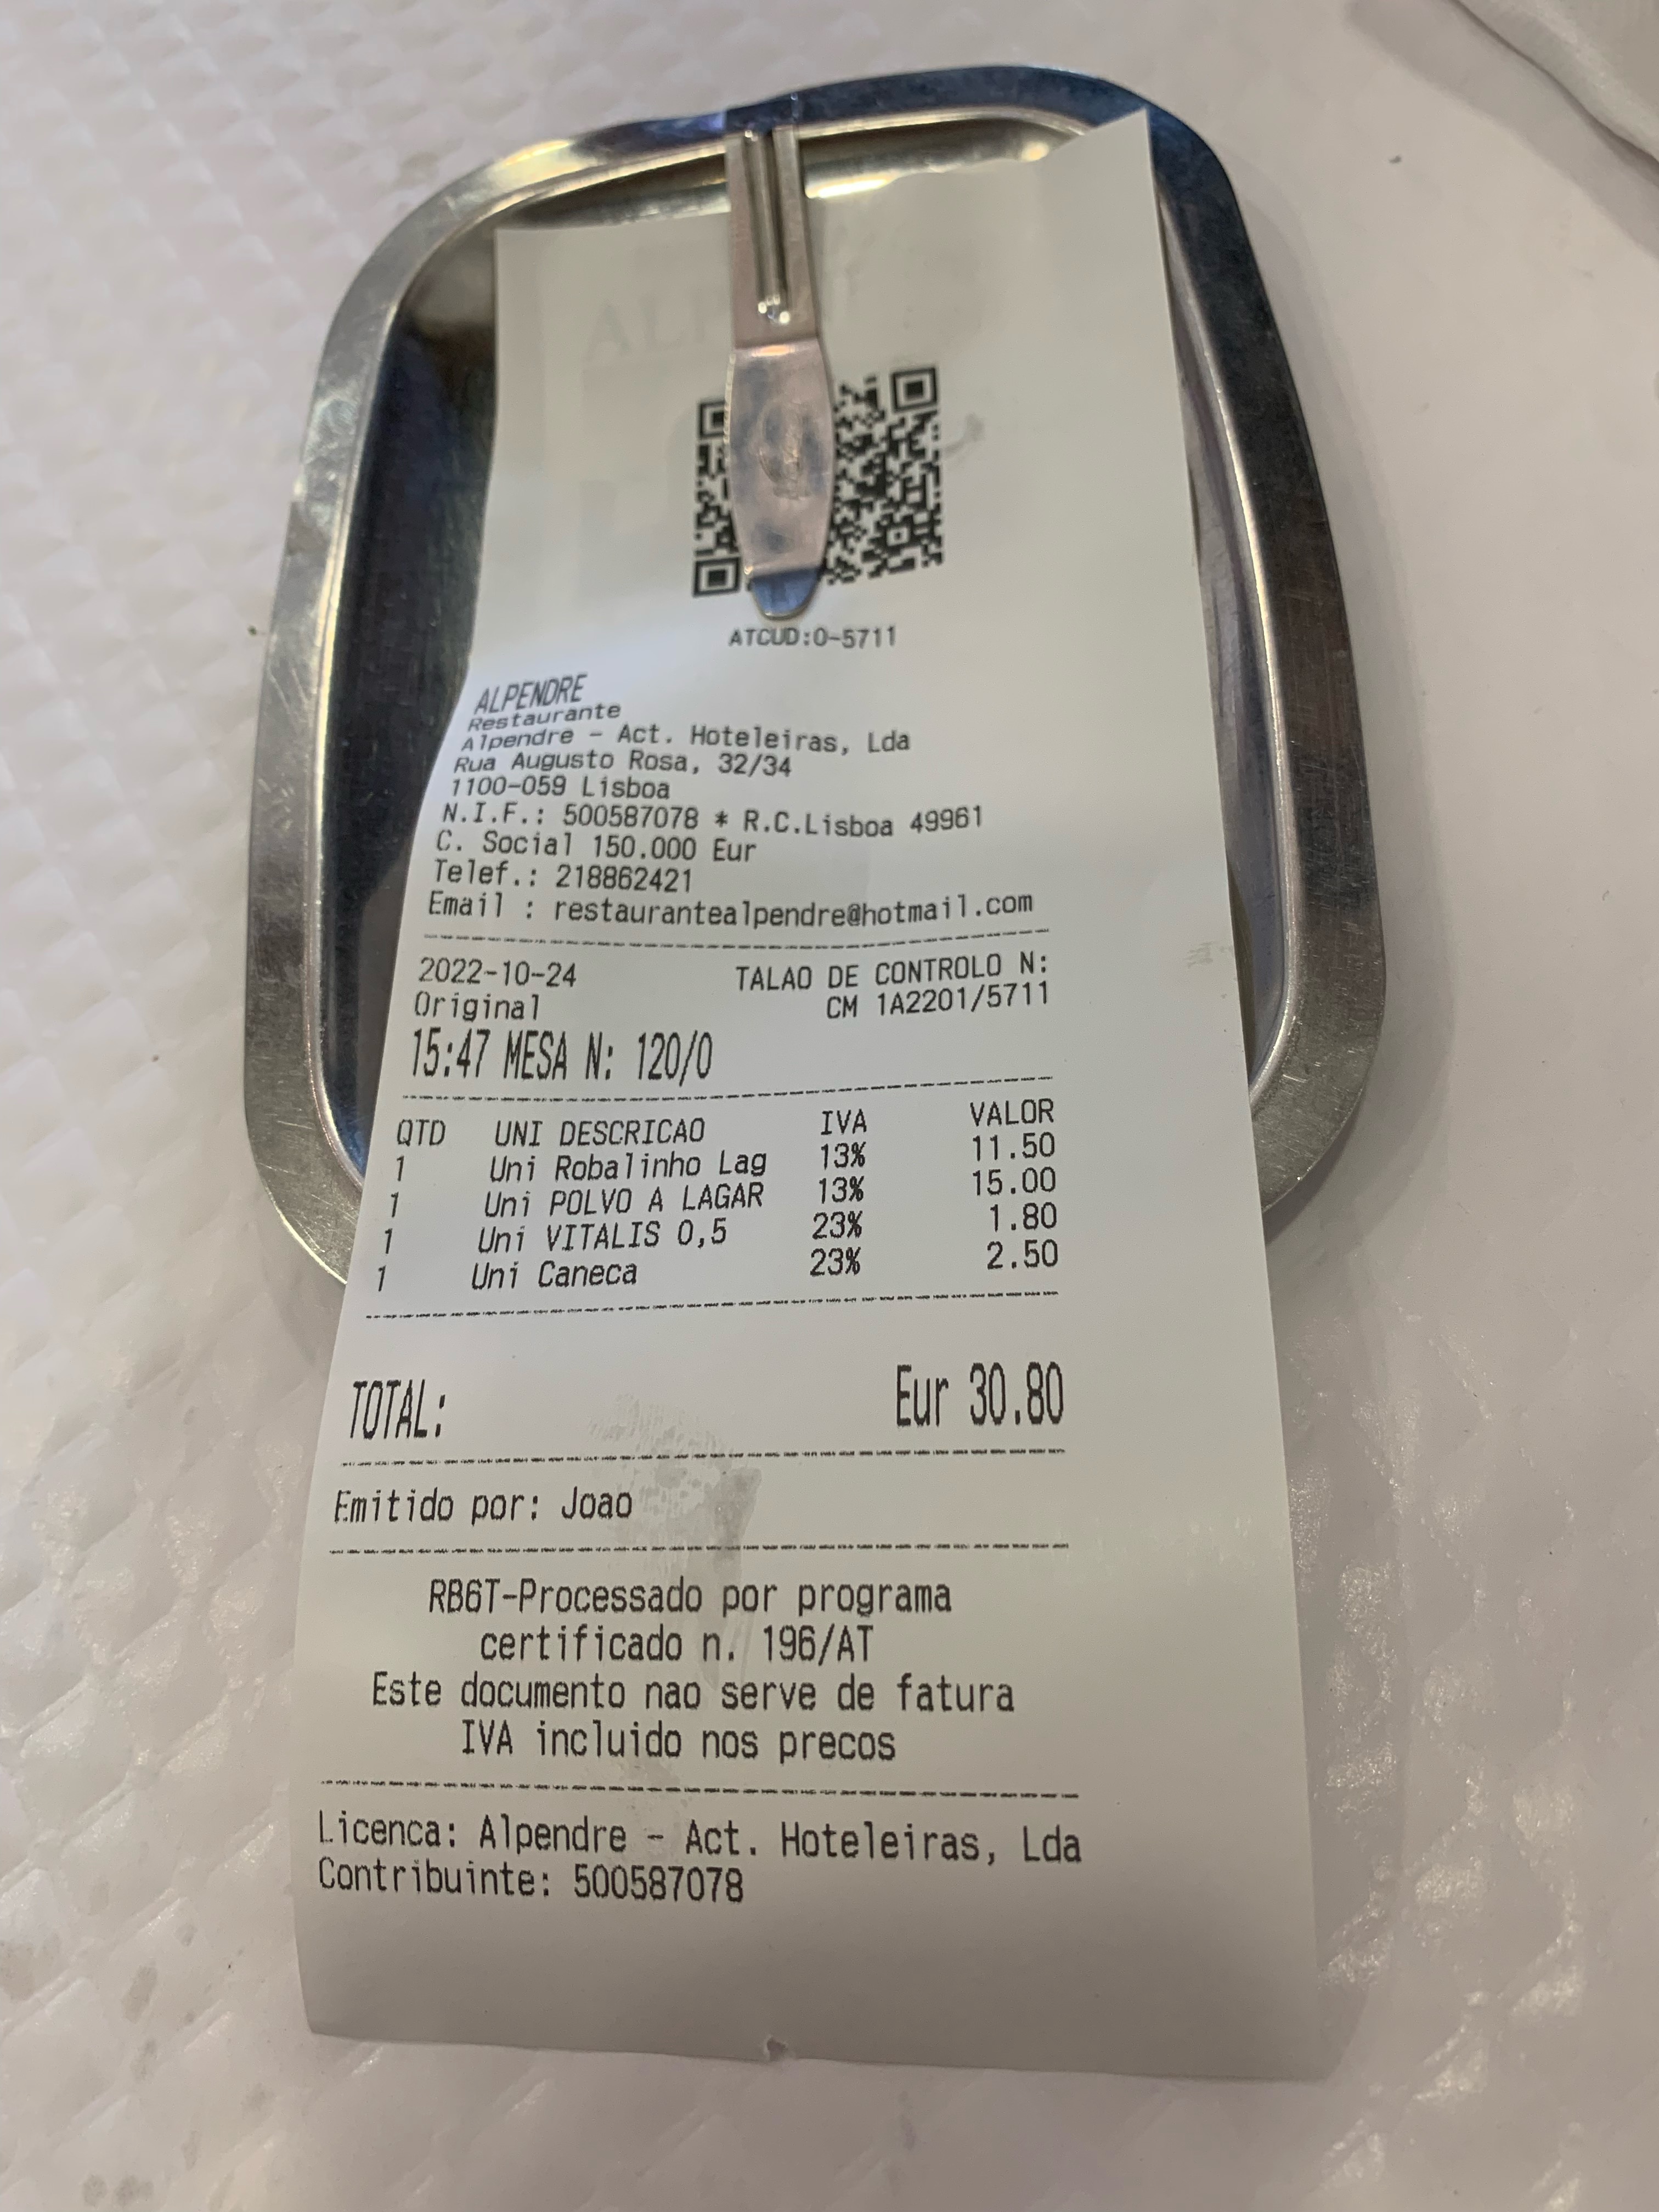 ATCUD:0-5711
ALPENDRE
Restaurante
Alpendre - Act. Hoteleiras, Lda
Rua Augusto Rosa, 32/34
1100-059 Lisboa
N.I.F.: 500587078 * R.C.Lisboa 49961
C. Social 150.000 Eur
Telef.: 218862421
Email : restaurantealpendre@hotmail.com
2022-10-24 TALAO DE CONTROLO N:
Original CM 1A2201/5711
15:47 MESA N: 120/0
QTD UNI DESCRICAO IVA VALOR
1 Uni Robalinho Lag 13% 11.50
1 Uni POLVO A LAGAR 13% 15.00
1 Uni VITALIS 0,5 23% 1.80
1 Uni Caneca 23% 2.50
TOTAL: Eur 30.80
Emitido por: Joao
RB6T-Processado por programa
certificado n. 196/AT
Este documento nao serve de fatura
IVA incluido nos precos
Licenca: Alpendre - Act. Hoteleiras, Lda
Contribuinte: 500587078